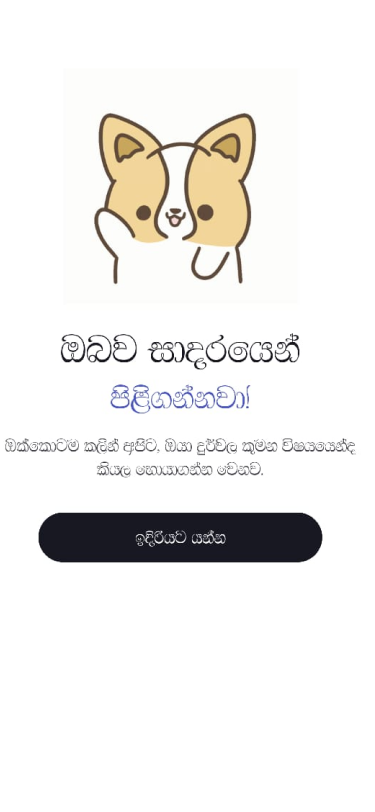 ඔබව සාදරයෙන්
පිළිගන්නවා!
ඔක්කොටම කලින් අපිට, ඔයා දුර්වල කුමන විෂයයෙන්ද
කියල හොයාගන්න වෙනව.
ඉදිරියට යන්න